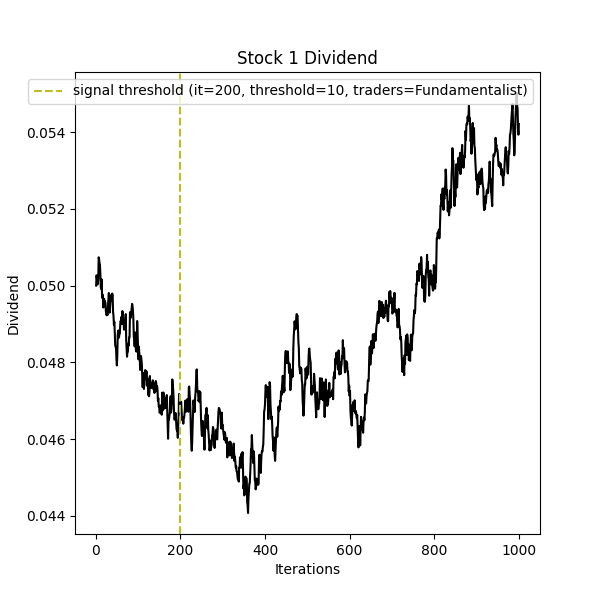 Stock 1 Dividend
signal threshold (it=200, threshold=10, traders=Fundamentalist)
0.054
0.052
0.050
0.048
0.046
0.044
Dividend
0 200 400 600 800 1000
Iterations